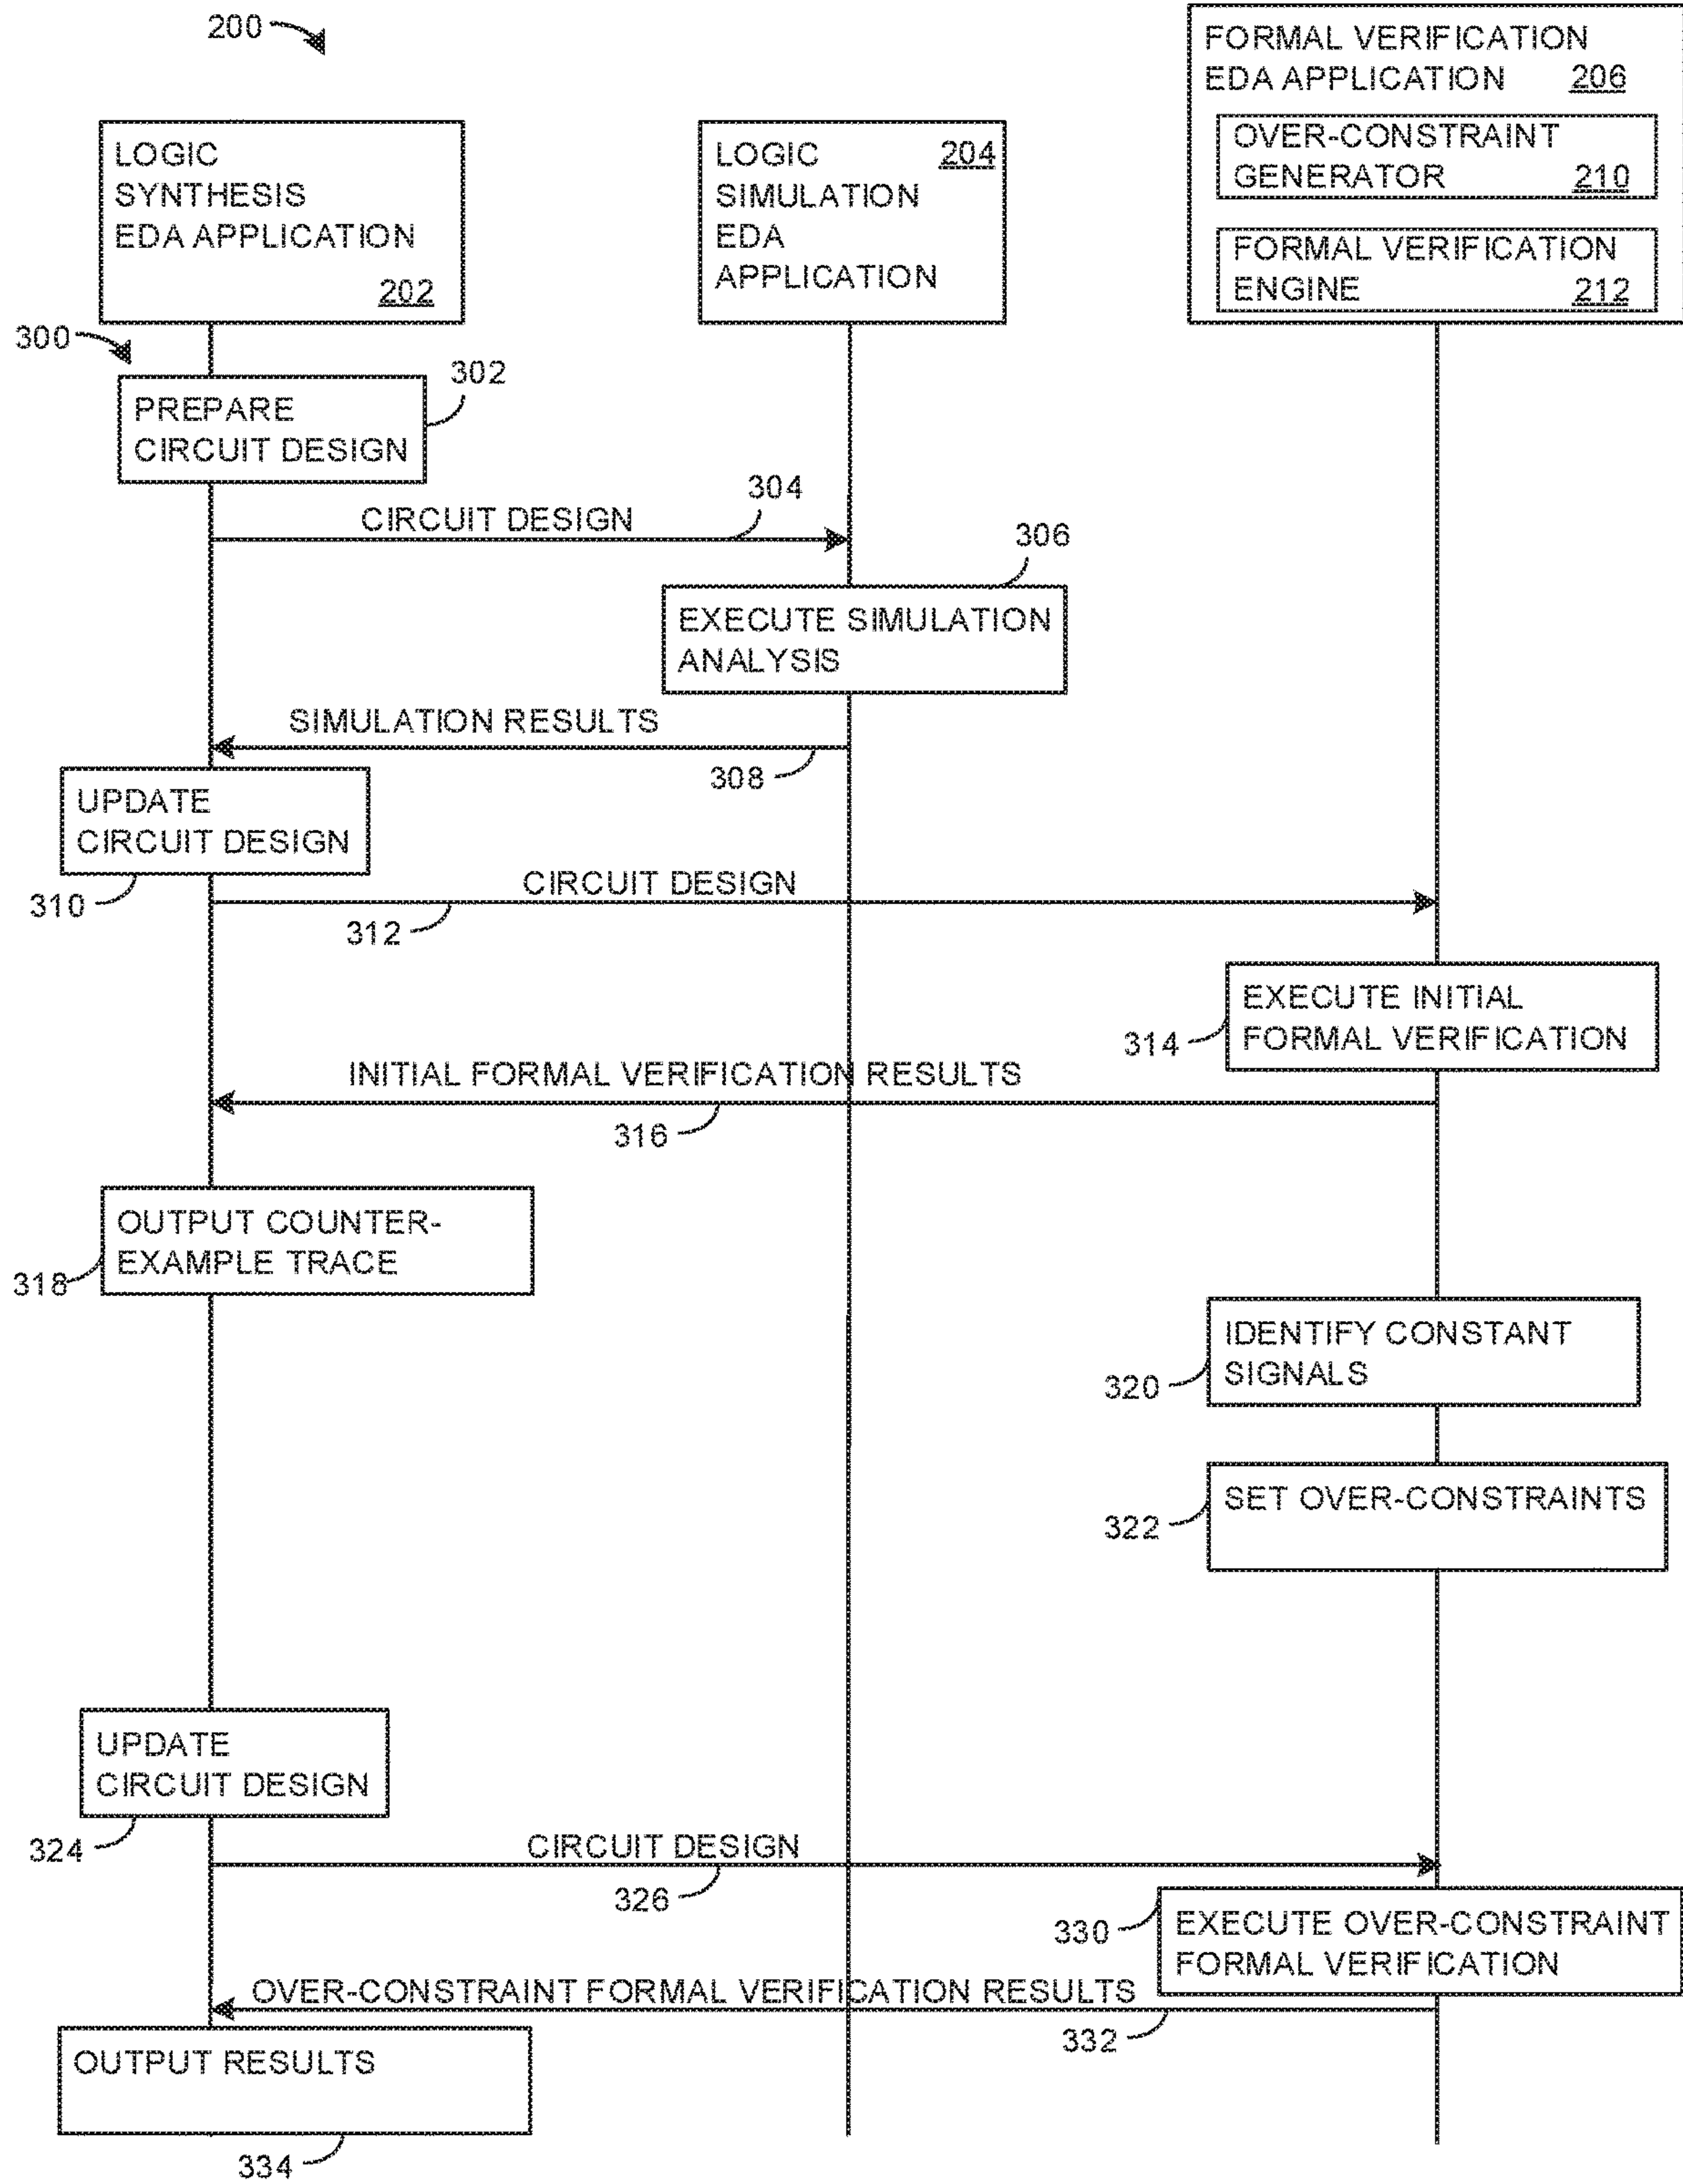 200
FORMAL VERIFICATION
EDA APPLICATION 206
OVER-CONSTRAINT
GENERATOR 210
FORMAL VERIFICATION
ENGINE 212
LOGIC
SYNTHESIS
EDA APPLICATION
202
LOGIC 204
SIMULATION
EDA
APPLICATION
300
302
PREPARE
CIRCUIT DESIGN
304
CIRCUIT DESIGN
306
EXECUTE SIMULATION
ANALYSIS
SIMULATION RESULTS
308
UPDATE
CIRCUIT DESIGN
310
CIRCUIT DESIGN
312
EXECUTE INITIAL
FORMAL VERIFICATION
314
INITIAL FORMAL VERIFICATION RESULTS
316
OUTPUT COUNTER-
EXAMPLE TRACE
318
IDENTIFY CONSTANT
SIGNALS
320
SET OVER-CONSTRAINTS
322
UPDATE
CIRCUIT DESIGN
324
CIRCUIT DESIGN
326
330
EXECUTE OVER-CONSTRAINT
FORMAL VERIFICATION
OVER-CONSTRAINT FORMAL VERIFICATION RESULTS
332
OUTPUT RESULTS
334